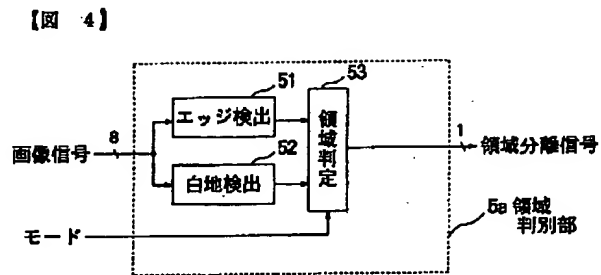 【図 4】
53
51
エッジ検出
8
1
画像信号
領域判定
領域分離信号
52
白地検出
5a 領域
判別部
モード